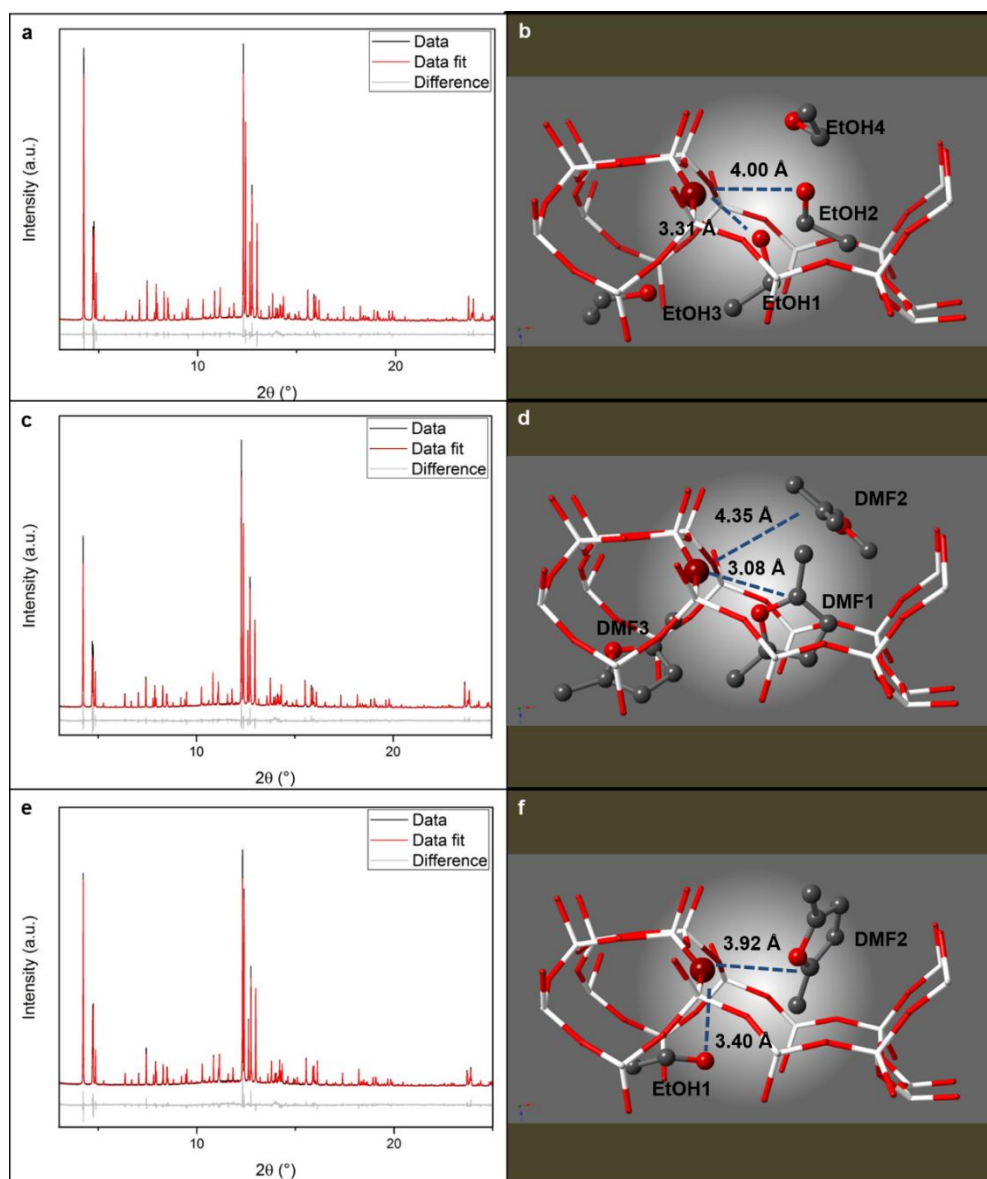 a
Data
Data fit
Difference
Intensity (a.u.)
10
20
2θ (°)
b
EtOH4
4.00 Å
EtOH2
3.31 Å
EtOH3
EtOH1
c
Data
Data fit
Difference
Intensity (a.u.)
10
20
2θ (°)
d
DMF2
4.35 Å
3.08 Å
DMF1
DMF3
e
Data
Data fit
Difference
Intensity (a.u.)
10
20
2θ (°)
f
3.92 Å
DMF2
3.40 Å
EtOH1